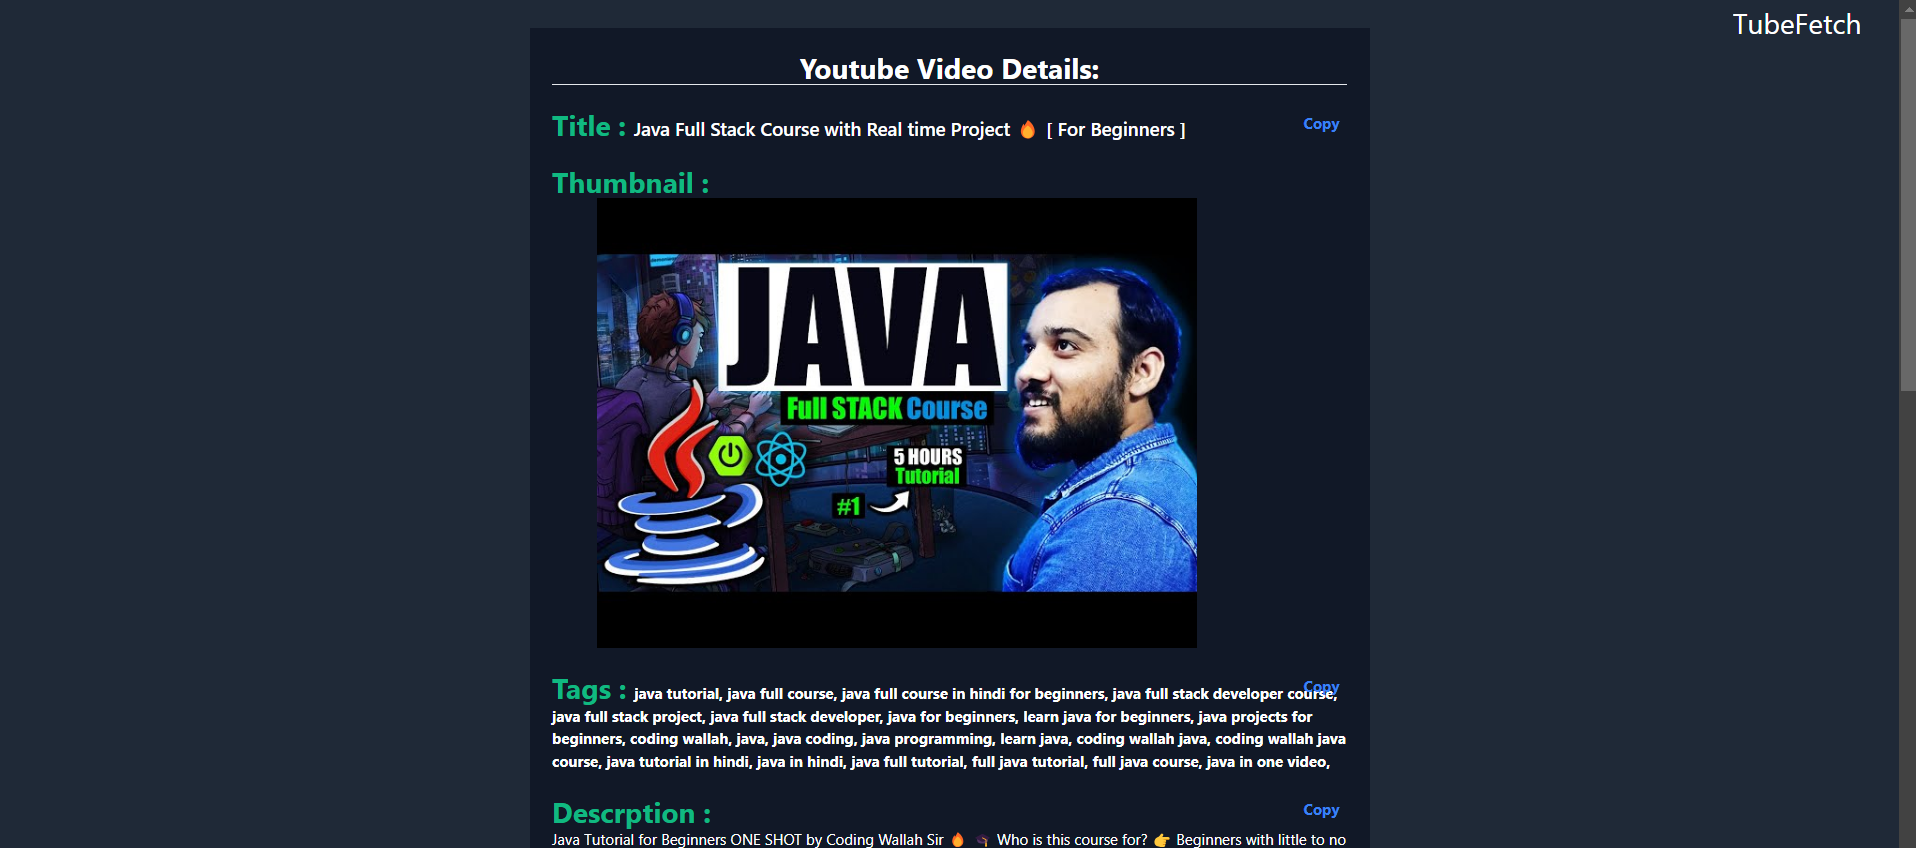 TubeFetch
Youtube Video Details:
Title : Java Full Stack Course with Real time Project 🔥 [ For Beginners ] Copy
Thumbnail :
JAVA
Full STACK Course
5 HOURS
Tutorial
#1
Copy
Tags : java tutorial, java full course, java full course in hindi for beginners, java full stack developer course,
java full stack project, java full stack developer, java for beginners, learn java for beginners, java projects for
beginners, coding wallah, java, java coding, java programming, learn java, coding wallah java, coding wallah java
course, java tutorial in hindi, java in hindi, java full tutorial, full java tutorial, full java course, java in one video,
Descrption : Copy
Java Tutorial for Beginners ONE SHOT by Coding Wallah Sir 🔥 Who is this course for? 👉 Beginners with little to no